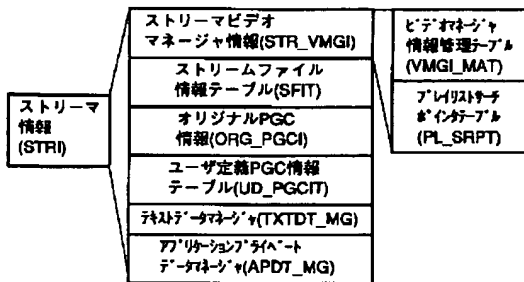 ストリーマ
情報
(STRI)
ストリーマビデオ
マネージャ情報(STR_VMGI)
ストリームファイル
情報テーブル(SFIT)
オリジナルPGC
情報(ORG_PGCI)
ユーザ定義PGC情報
テーブル(UD_PGCIT)
ﾃｷｽﾄﾃﾞｰﾀﾏﾈｰｼﾞｬ(TXTDT_MG)
ｱﾌﾟﾘｹｰｼｮﾝﾌﾟﾗｲﾍﾞｰﾄ
ﾃﾞｰﾀﾏﾈｰｼﾞｬ(APDT_MG)
ﾋﾞﾃﾞｵﾏﾈｰｼﾞｬ
情報管理ﾃｰﾌﾞﾙ
(VMGI_MAT)
ﾌﾟﾚｲﾘｽﾄｻｰﾁ
ﾎﾟｲﾝﾀﾃｰﾌﾞﾙ
(PL_SRPT)